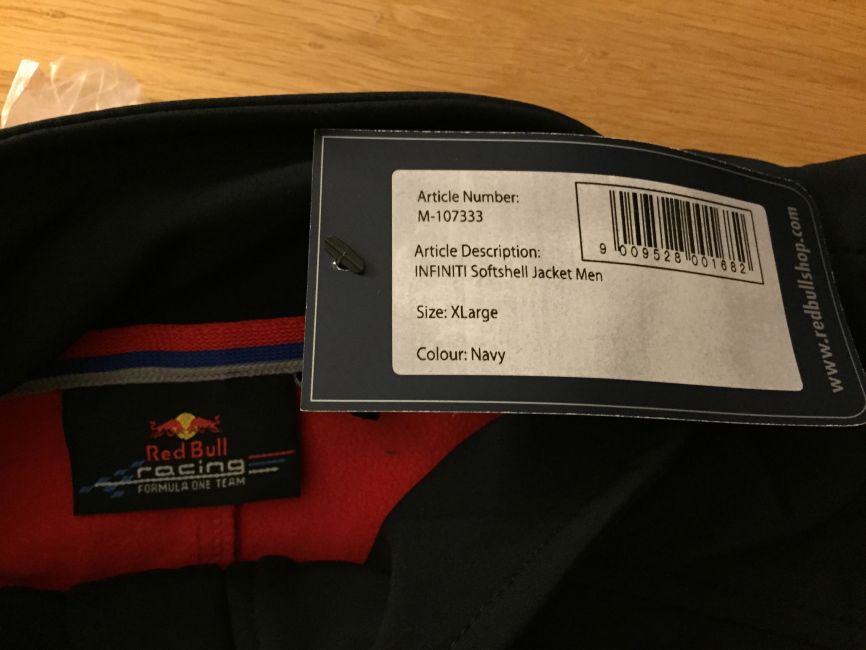 Article Number:
M-107333
Article Description:
INFINITI Softshell Jacket Men
Size: XLarge
Colour: Navy
9 009528 001682
www.redbullshop.com
Red Bull
racing
FORMULA ONE TEAM